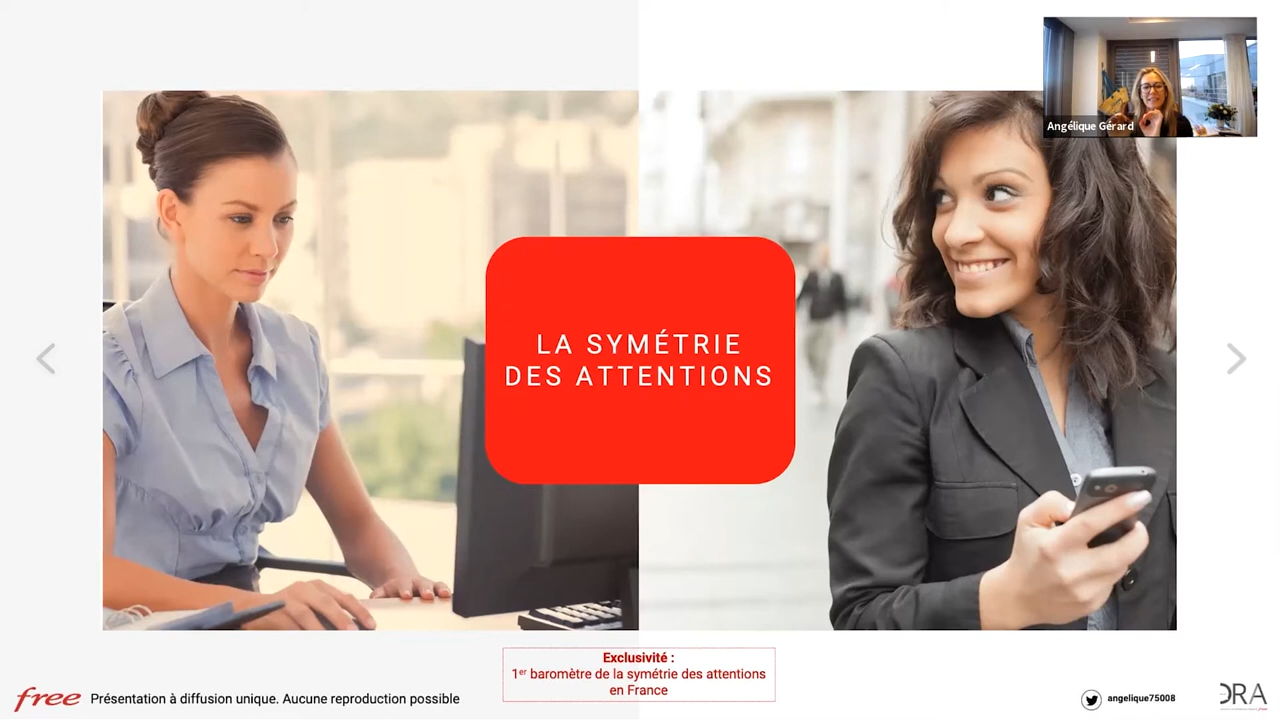 Angélique Gérard
LA SYMÉTRIE
DES ATTENTIONS
Exclusivité :
1er baromètre de la symétrie des attentions
en France
free Présentation à diffusion unique. Aucune reproduction possible
angelique75008